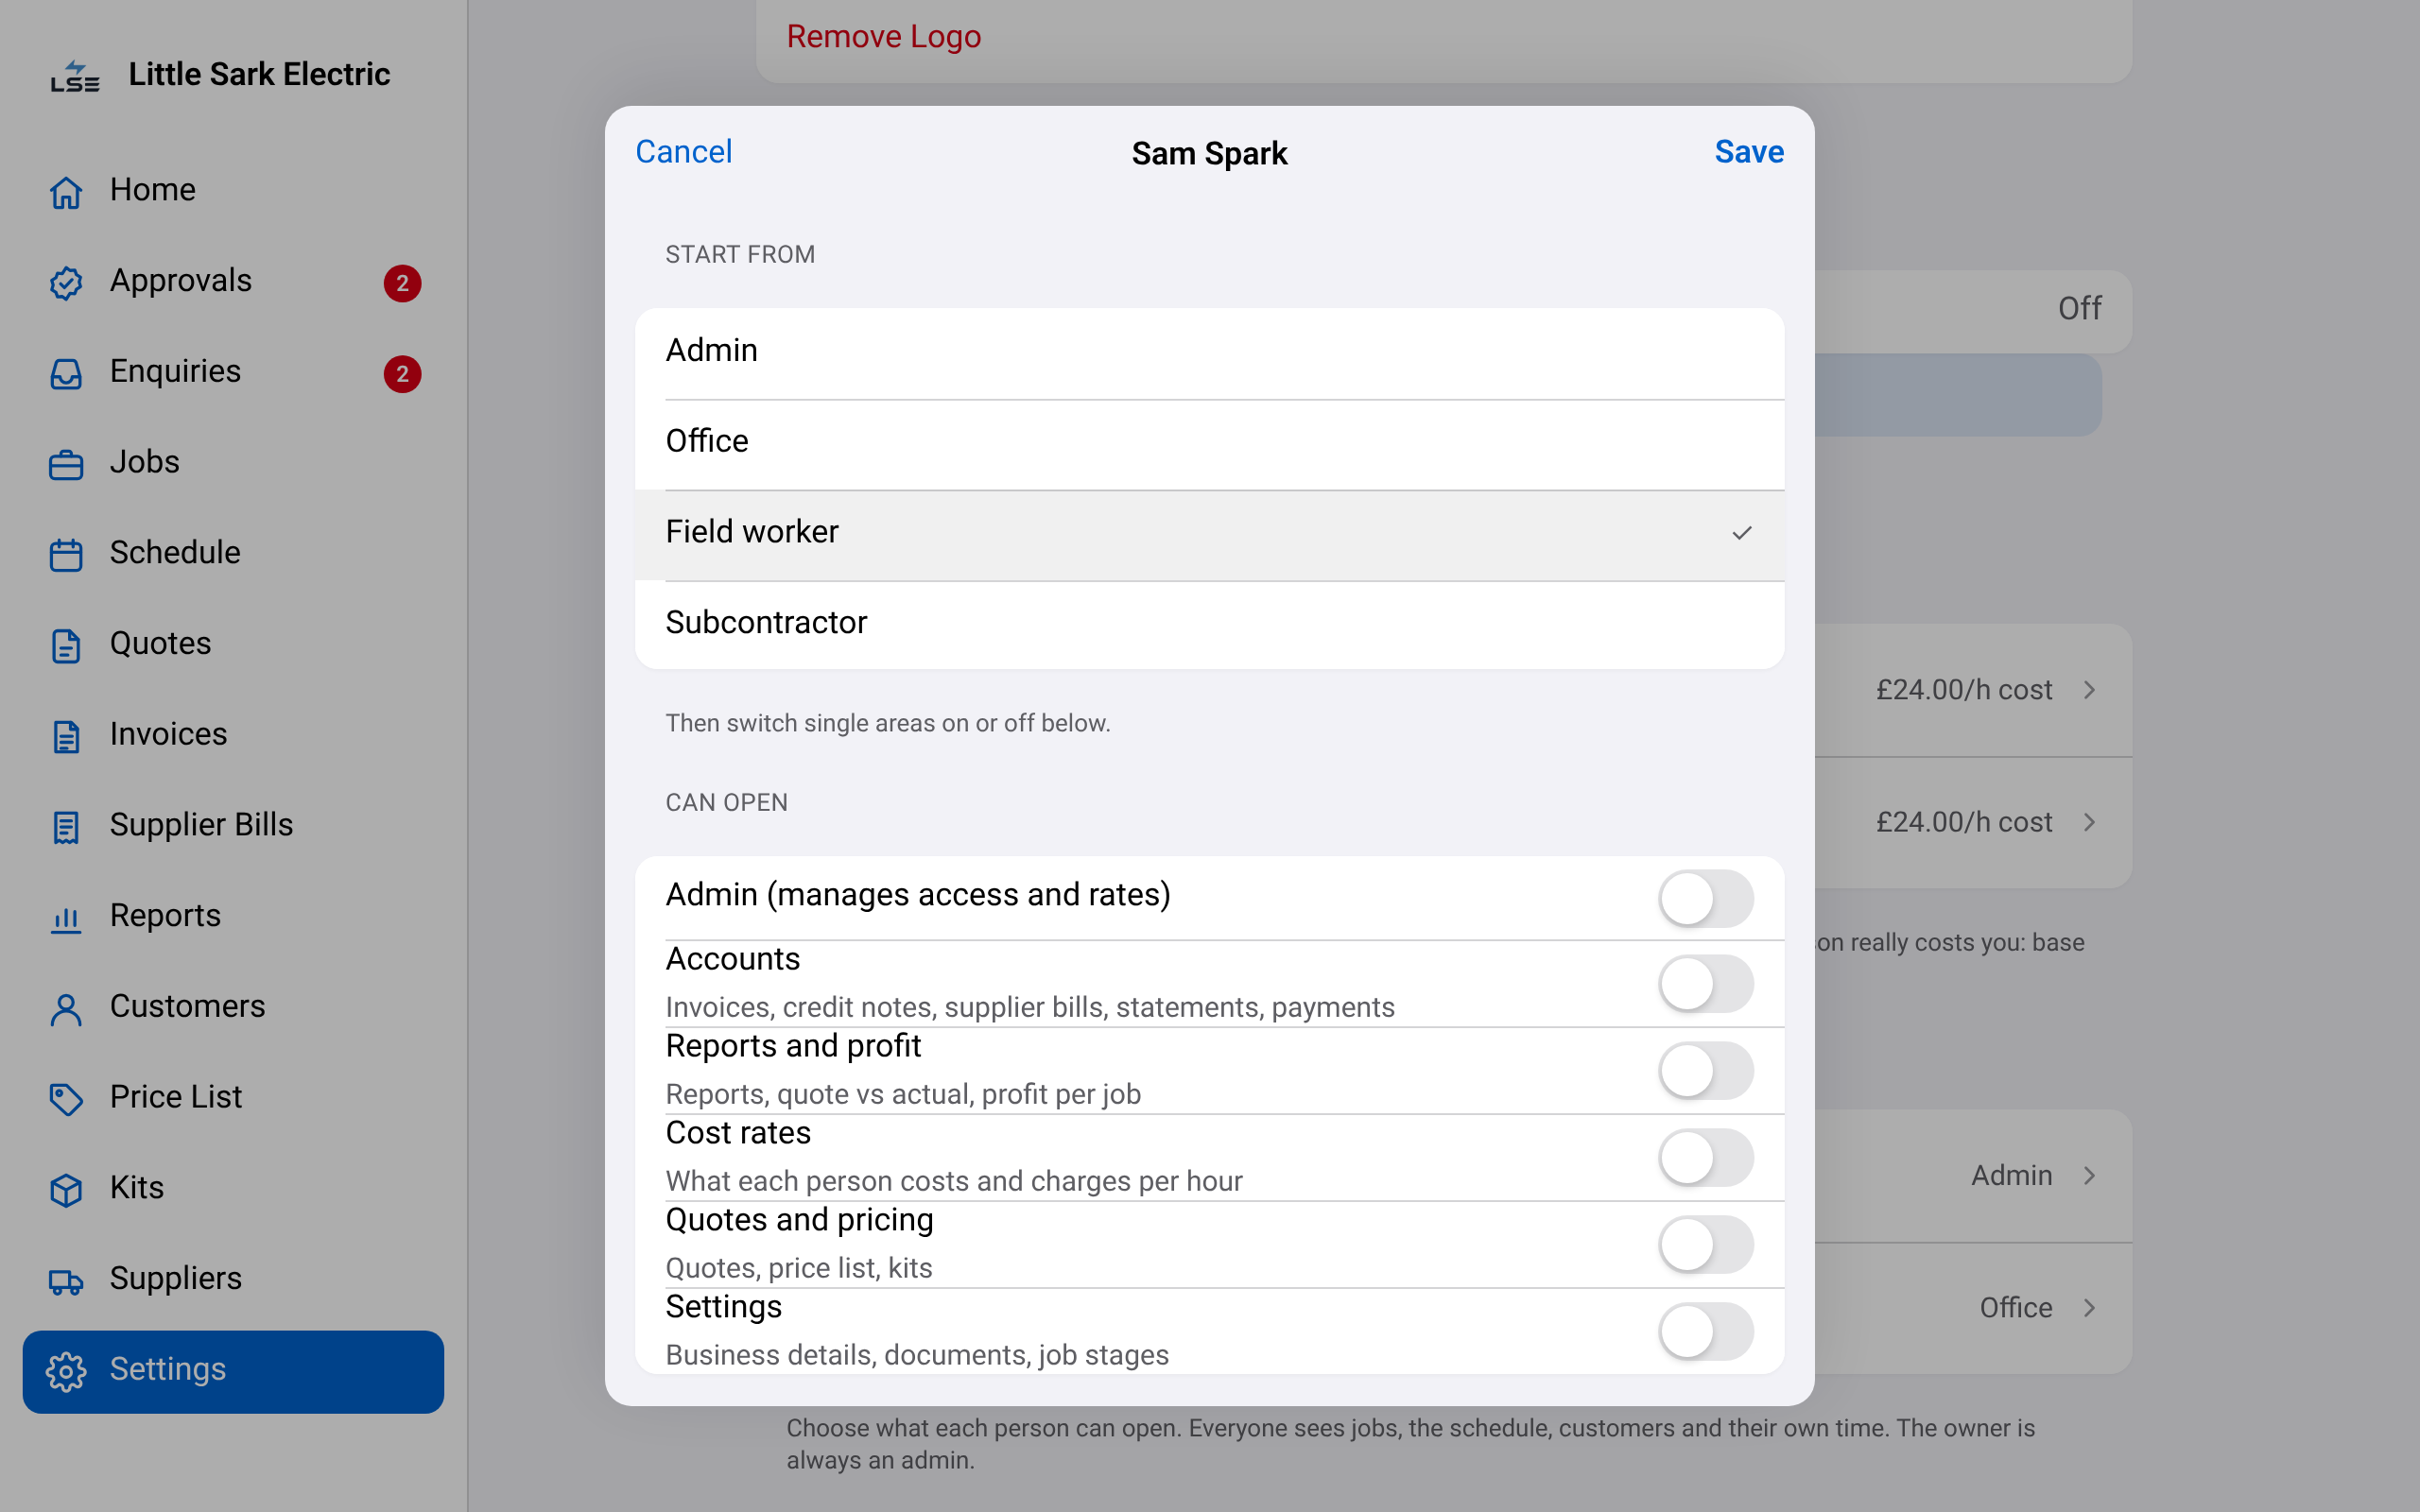 LSE
Little Sark Electric
Home
Approvals
2
Enquiries
2
Jobs
Schedule
Quotes
Invoices
Supplier Bills
Reports
Customers
Price List
Kits
Suppliers
Settings
Remove Logo
Off
£24.00/h cost
£24.00/h cost
on really costs you: base
Admin
Office
Choose what each person can open. Everyone sees jobs, the schedule, customers and their own time. The owner is
always an admin.
Cancel
Sam Spark
Save
START FROM
Admin
Office
Field worker
Subcontractor
Then switch single areas on or off below.
CAN OPEN
Admin (manages access and rates)
Accounts
Invoices, credit notes, supplier bills, statements, payments
Reports and profit
Reports, quote vs actual, profit per job
Cost rates
What each person costs and charges per hour
Quotes and pricing
Quotes, price list, kits
Settings
Business details, documents, job stages